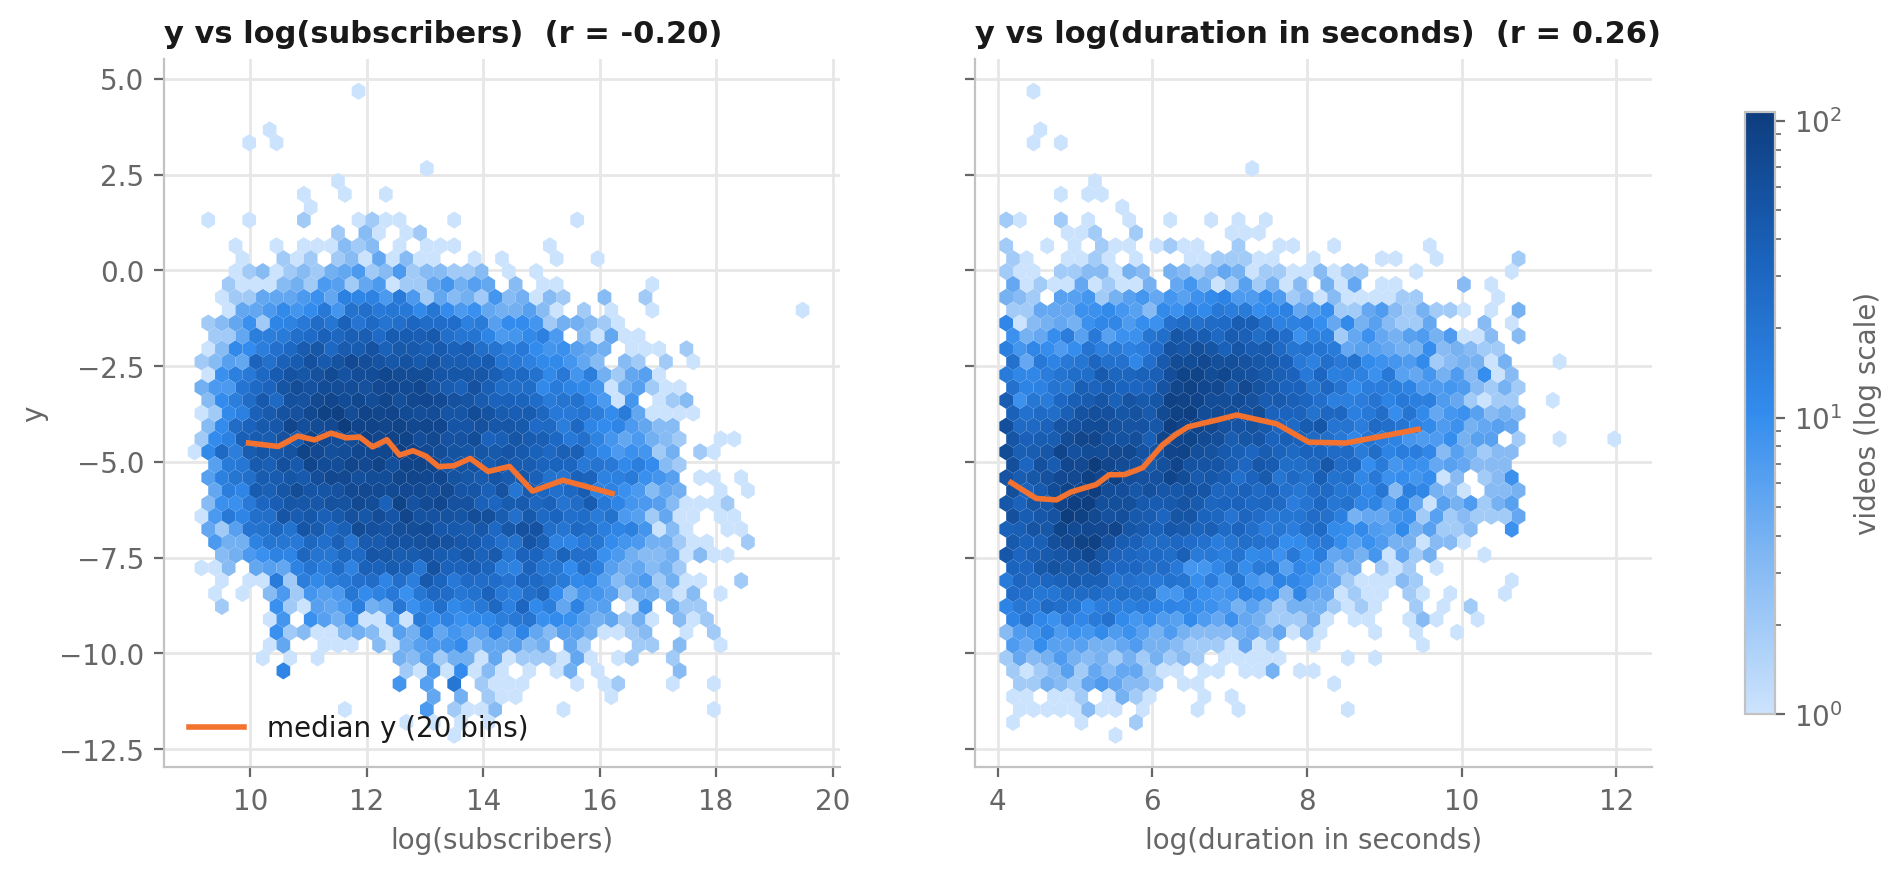 y vs log(subscribers)  (r = -0.20)
y vs log(duration in seconds)  (r = 0.26)
y
5.0
2.5
0.0
−2.5
−5.0
−7.5
−10.0
−12.5
median y (20 bins)
10 12 14 16 18 20
log(subscribers)
4 6 8 10 12
log(duration in seconds)
10²
10¹
10⁰
videos (log scale)